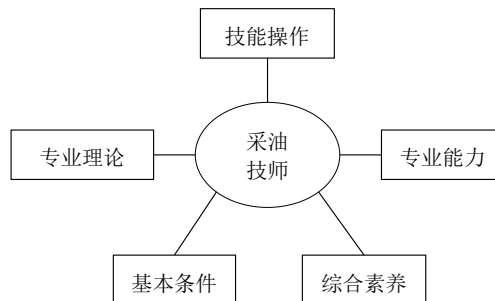 技能操作
采油
技师
专业理论
专业能力
基本条件
综合素养